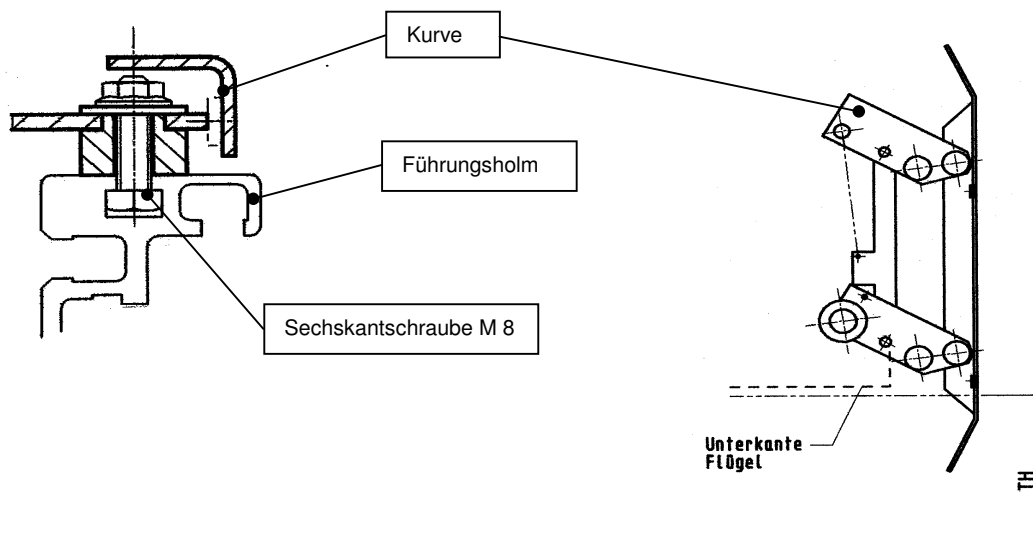 Kurve
Führungsholm
Sechskantschraube M 8
Unterkante
Flügel
TH